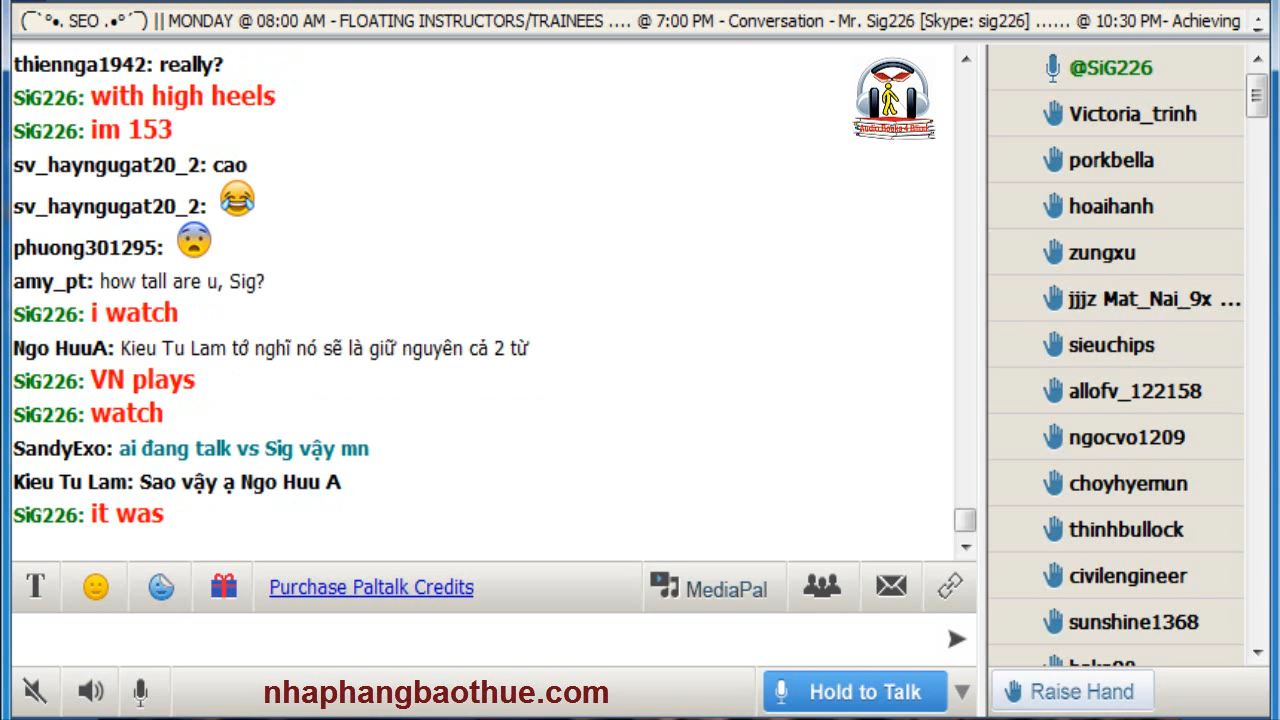 (¯`°•. SEO .•°´¯) || MONDAY @ 08:00 AM - FLOATING INSTRUCTORS/TRAINEES .... @ 7:00 PM - Conversation - Mr. Sig226 [Skype: sig226] ...... @ 10:30 PM- Achieving
thiennga1942: really?
SiG226: with high heels
SiG226: im 153
sv_hayngugat20_2: cao
sv_hayngugat20_2: 😂
phuong301295: 😨
amy_pt: how tall are u, Sig?
SiG226: i watch
Ngo HuuA: Kieu Tu Lam tớ nghĩ nó sẽ là giữ nguyên cả 2 từ
SiG226: VN plays
SiG226: watch
SandyExo: ai đang talk vs Sig vậy mn
Kieu Tu Lam: Sao vậy ạ Ngo Huu A
SiG226: it was
@SiG226
Victoria_trinh
porkbella
hoaihanh
zungxu
jjjz Mat_Nai_9x ...
sieuchips
allofv_122158
ngocvo1209
choyhyemun
thinhbullock
civilengineer
sunshine1368
T
Purchase Paltalk Credits
MediaPal
nhaphangbaothue.com
Hold to Talk
Raise Hand